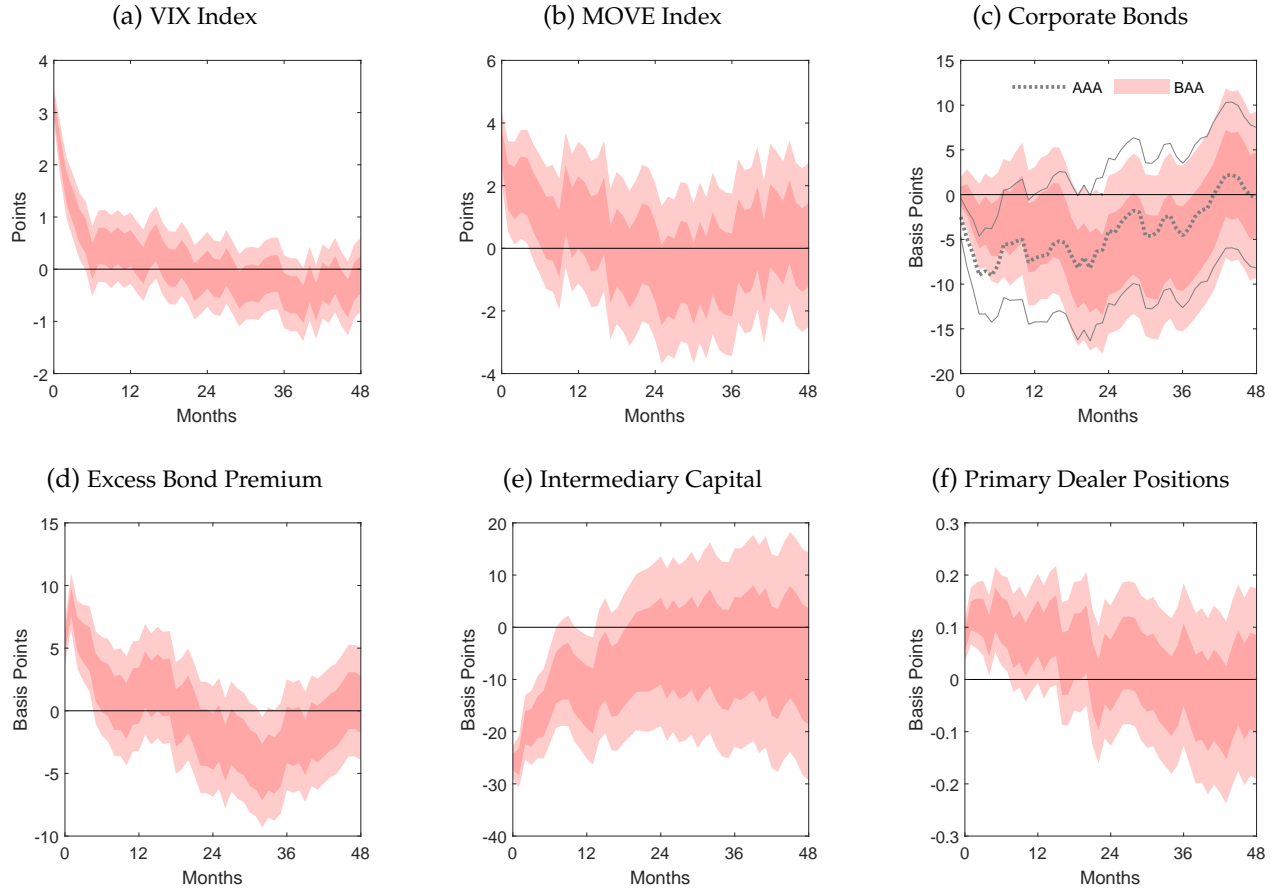 (a) VIX Index
4
3
2
1
0
-1
-2
Points
0 12 24 36 48
Months
(b) MOVE Index
6
4
2
0
-2
-4
Points
0 12 24 36 48
Months
(c) Corporate Bonds
15
10
5
0
-5
-10
-15
-20
Basis Points
AAA BAA
0 12 24 36 48
Months
(d) Excess Bond Premium
15
10
5
0
-5
-10
Basis Points
0 12 24 36 48
Months
(e) Intermediary Capital
20
10
0
-10
-20
-30
-40
Basis Points
0 12 24 36 48
Months
(f) Primary Dealer Positions
0.3
0.2
0.1
0
-0.1
-0.2
-0.3
Basis Points
0 12 24 36 48
Months